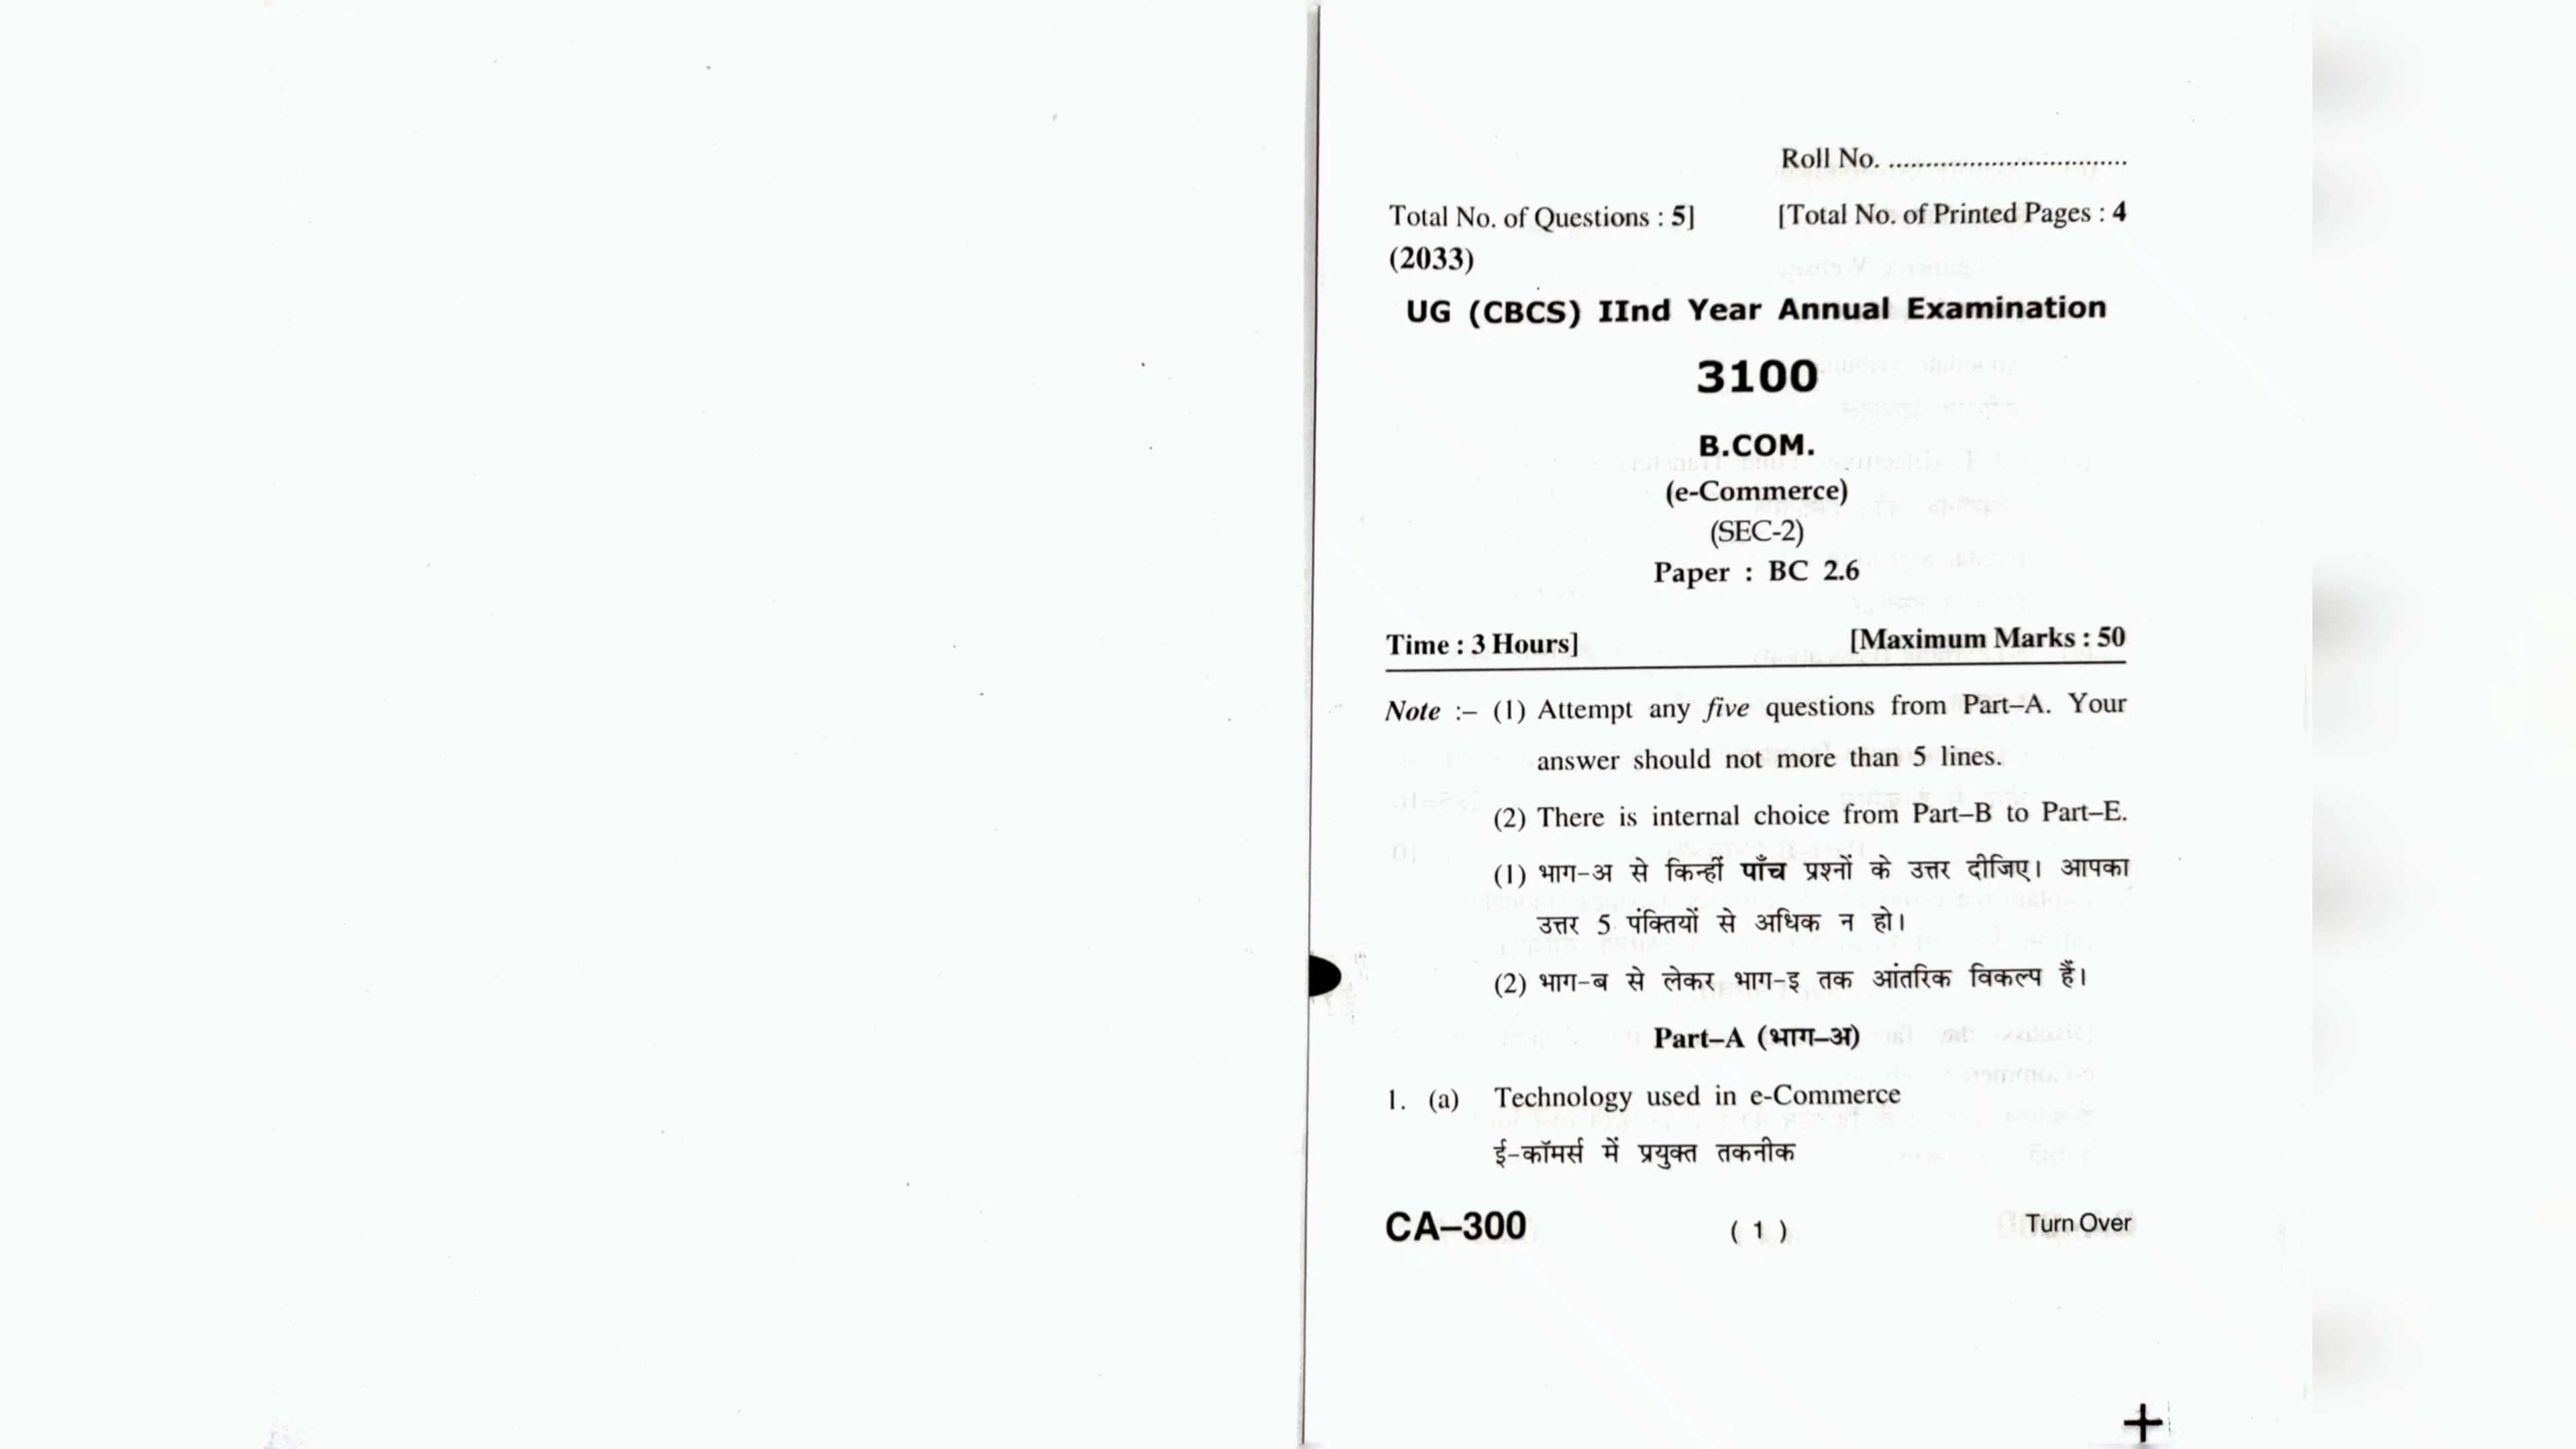 Roll No. ................................
Total No. of Questions : 5] [Total No. of Printed Pages : 4
(2033)
UG (CBCS) IInd Year Annual Examination
3100
B.COM.
(e-Commerce)
(SEC-2)
Paper : BC 2.6
Time : 3 Hours] [Maximum Marks : 50
Note :– (1) Attempt any five questions from Part–A. Your
answer should not more than 5 lines.
(2) There is internal choice from Part–B to Part–E.
(1) भाग-अ से किन्हीं पाँच प्रश्नों के उत्तर दीजिए। आपका
उत्तर 5 पंक्तियों से अधिक न हो।
(2) भाग-ब से लेकर भाग-इ तक आंतरिक विकल्प हैं।
Part–A (भाग–अ)
1. (a) Technology used in e-Commerce
ई-कॉमर्स में प्रयुक्त तकनीक
CA–300 ( 1 ) Turn Over